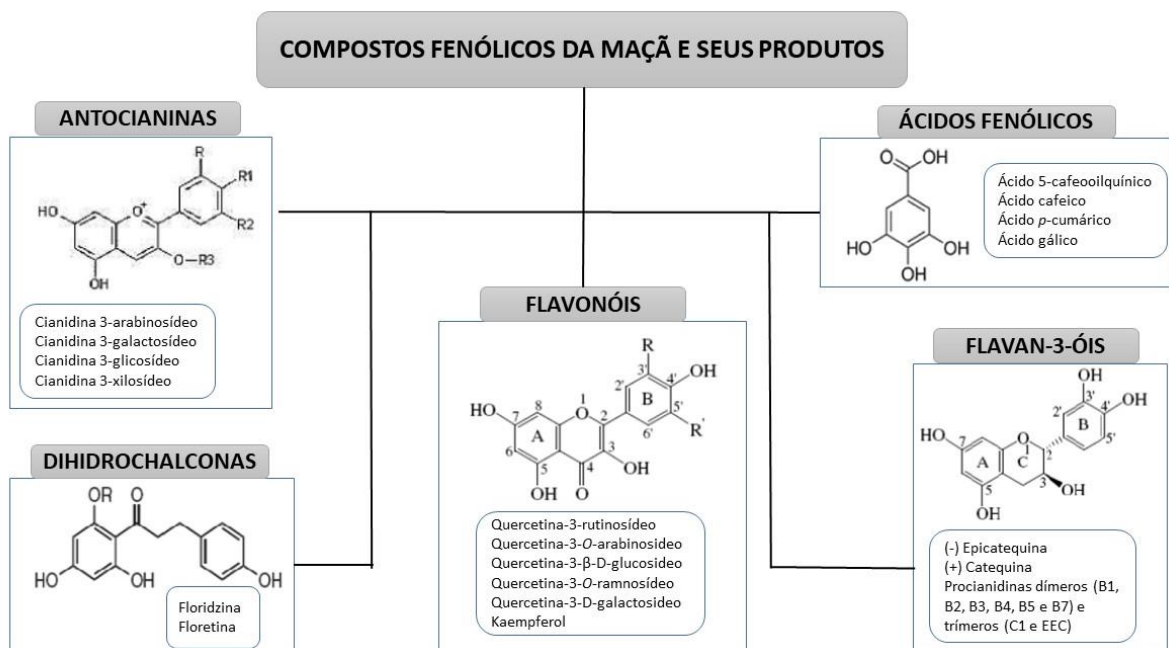 COMPOSTOS FENÓLICOS DA MAÇÃ E SEUS PRODUTOS
ANTOCIANINAS
R
R1
R2
HO
O+
O—R3
OH
Cianidina 3-arabinosídeo
Cianidina 3-galactosídeo
Cianidina 3-glicosídeo
Cianidina 3-xilosídeo
ÁCIDOS FENÓLICOS
O
OH
HO
OH
OH
Ácido 5-cafeooilquínico
Ácido cafeico
Ácido p-cumárico
Ácido gálico
DIHIDROCHALCONAS
OR
O
HO
OH
OH
Floridzina
Floretina
FLAVONÓIS
R
3'
4'
OH
2'
B
5'
R'
6'
HO
7
8
O
1
2
A
3
OH
6
5
4
OH
O
Quercetina-3-rutinosídeo
Quercetina-3-O-arabinosideo
Quercetina-3-β-D-glucosideo
Quercetina-3-O-ramnosídeo
Quercetina-3-D-galactosideo
Kaempferol
FLAVAN-3-ÓIS
OH
3'
4'
OH
2'
B
5'
HO
7
O
1
2
A
C
3
5
OH
OH
(-) Epicatequina
(+) Catequina
Procianidinas dímeros (B1,
B2, B3, B4, B5 e B7) e
trímeros (C1 e EEC)